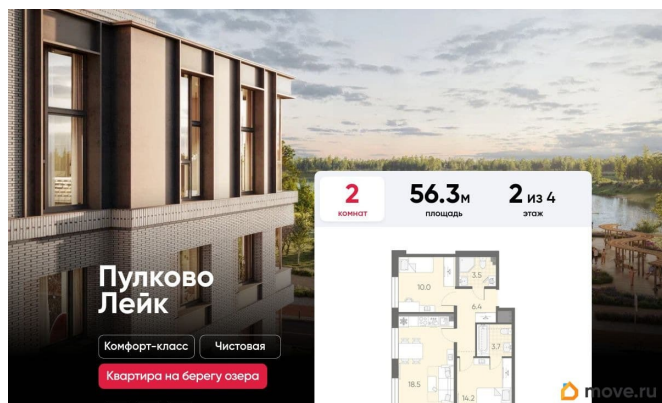 2
комнат
56.3м
площадь
2 из 4
этаж
Пулково
Лейк
Комфорт-класс
Чистовая
Квартира на берегу озера
10.0
3.5
6.4
3.7
18.5
14.2
move.ru